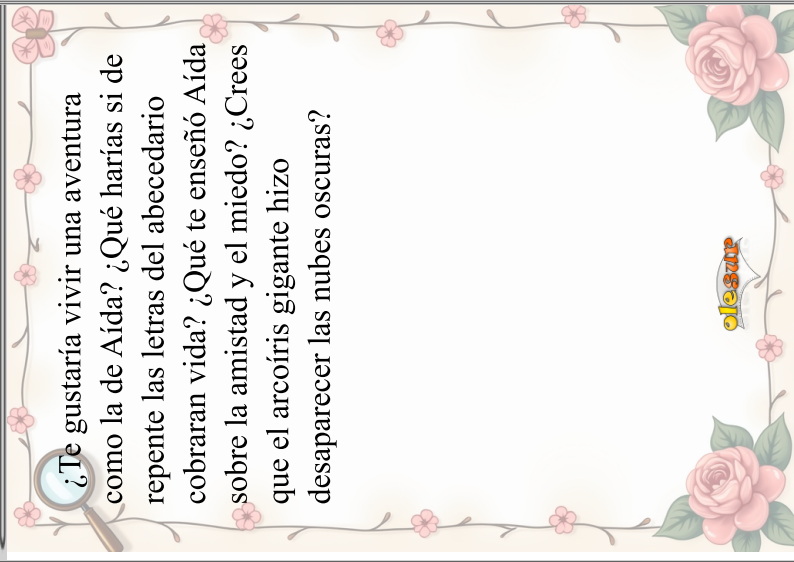 ¿Te gustaría vivir una aventura
como la de Aída? ¿Qué harías si de
repente las letras del abecedario
cobraran vida? ¿Qué te enseñó Aída
sobre la amistad y el miedo? ¿Crees
que el arcoíris gigante hizo
desaparecer las nubes oscuras?
olesur